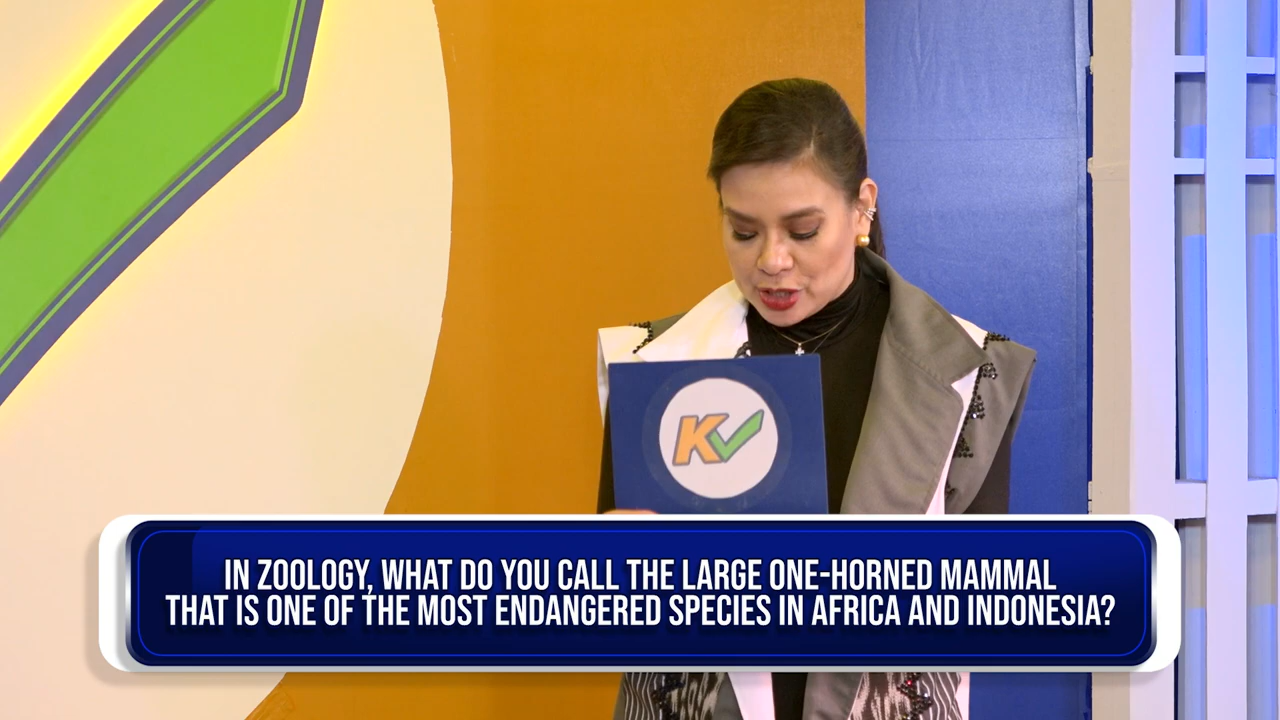 K
IN ZOOLOGY, WHAT DO YOU CALL THE LARGE ONE-HORNED MAMMAL
THAT IS ONE OF THE MOST ENDANGERED SPECIES IN AFRICA AND INDONESIA?